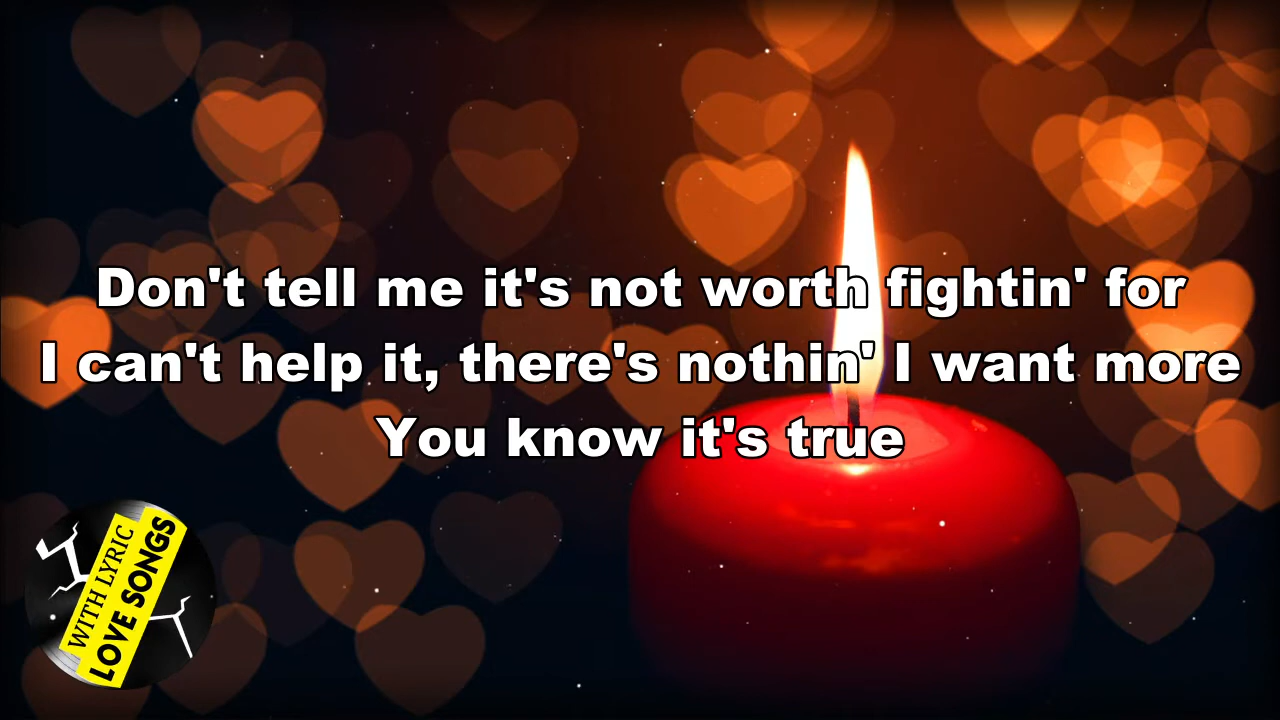 Don't tell me it's not worth fightin' for
I can't help it, there's nothin' I want more
You know it's true
WITH LYRIC
LOVE SONGS